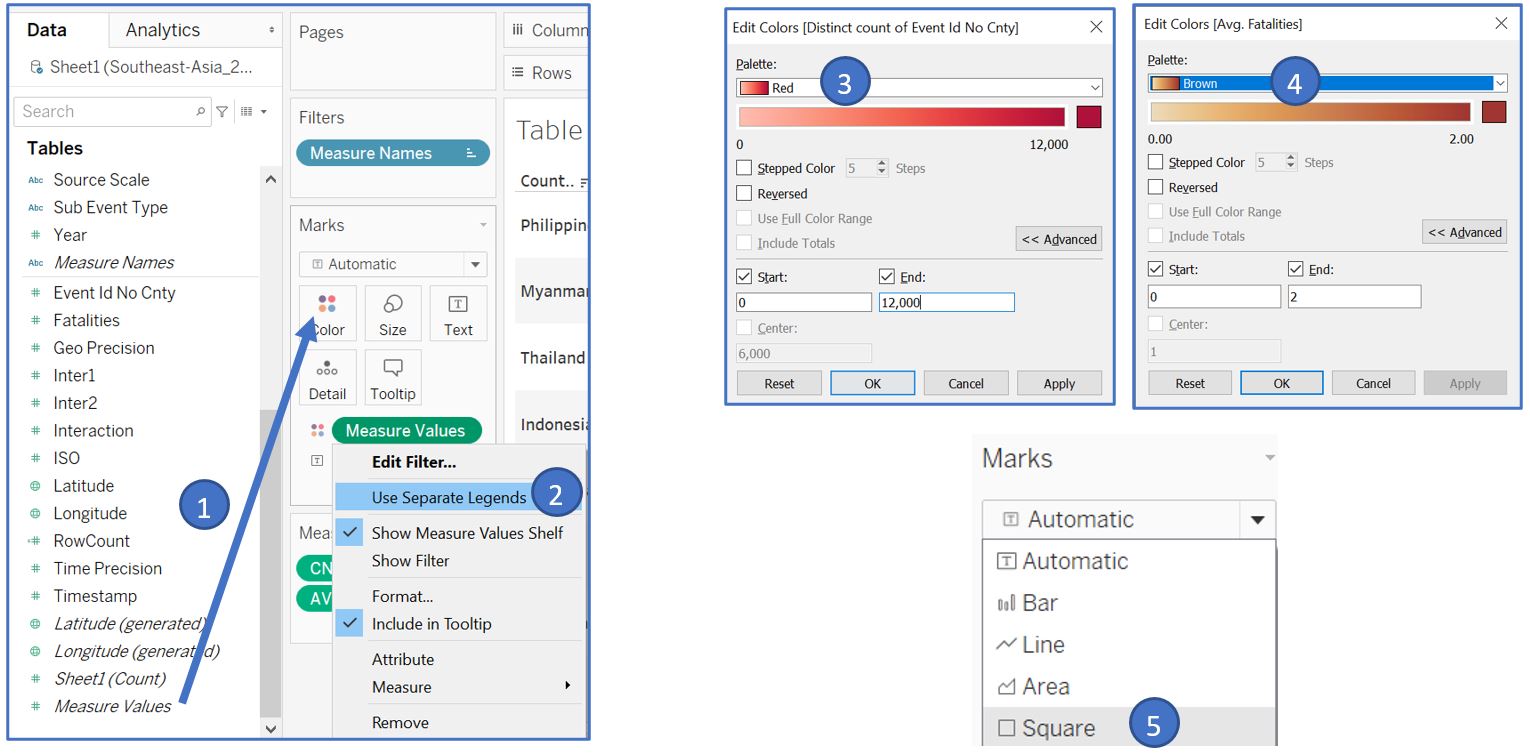 Data
Analytics
Sheet1 (Southeast-Asia_2...
Search
Tables
Abc Source Scale
Abc Sub Event Type
# Year
Abc Measure Names
# Event Id No Cnty
# Fatalities
# Geo Precision
# Inter1
# Inter2
# Interaction
# ISO
Latitude
Longitude
# RowCount
# Time Precision
# Timestamp
Latitude (generated)
Longitude (generated)
# Sheet1 (Count)
# Measure Values
1
Pages
Filters
Measure Names
Marks
T Automatic
Color
Size
T Text
Detail
Tooltip
Measure Values
T
Mea
CN
AV
Edit Filter...
Use Separate Legends
2
Show Measure Values Shelf
Show Filter
Format...
Include in Tooltip
Attribute
Measure
Remove
iii Column
Rows
Table
Count..
Philippin
Myanmar
Thailand
Indonesia
Edit Colors [Distinct count of Event Id No Cnty]
Palette:
Red
3
0
12,000
Stepped Color
5
Steps
Reversed
Use Full Color Range
Include Totals
<< Advanced
Start:
End:
0
12,000
Center:
6,000
Reset
OK
Cancel
Apply
Edit Colors [Avg. Fatalities]
Palette:
Brown
4
0.00
2.00
Stepped Color
5
Steps
Reversed
Use Full Color Range
Include Totals
<< Advanced
Start:
End:
0
2
Center:
1
Reset
OK
Cancel
Apply
Marks
T Automatic
T Automatic
Bar
Line
Area
Square
5